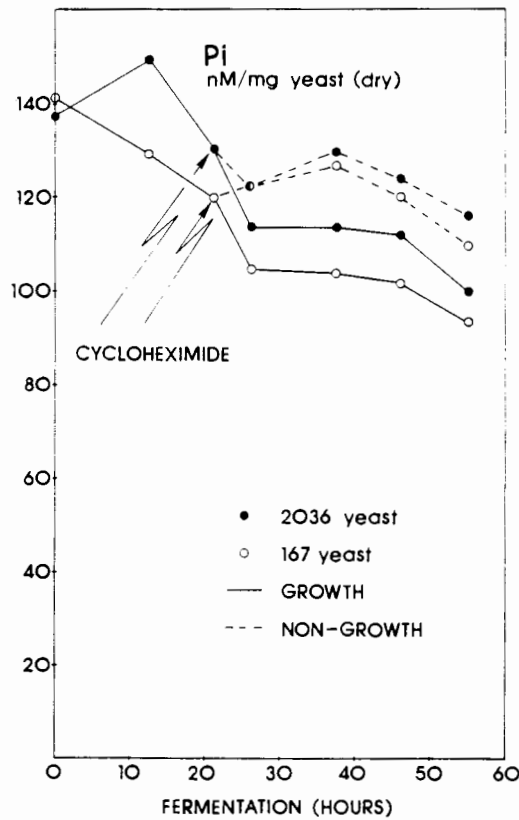 Pi
nM/mg yeast (dry)
140
120
100
80
60
40
20
CYCLOHEXIMIDE
2036 yeast
167 yeast
GROWTH
NON-GROWTH
0 10 20 30 40 50 60
FERMENTATION (HOURS)